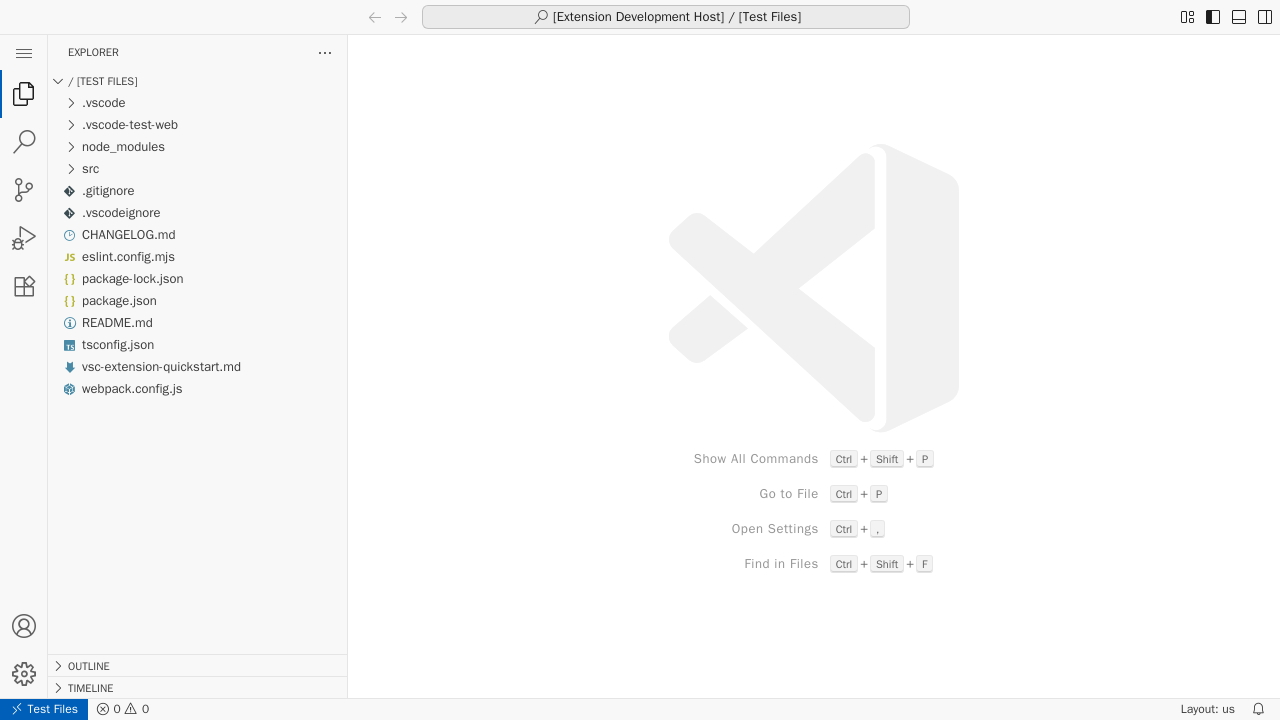 [Extension Development Host] / [Test Files]
EXPLORER
/ [TEST FILES]
.vscode
.vscode-test-web
node_modules
src
.gitignore
.vscodeignore
CHANGELOG.md
JS eslint.config.mjs
{ } package-lock.json
{ } package.json
README.md
TS tsconfig.json
vsc-extension-quickstart.md
webpack.config.js
Show All Commands Ctrl + Shift + P
Go to File Ctrl + P
Open Settings Ctrl + ,
Find in Files Ctrl + Shift + F
OUTLINE
TIMELINE
Test Files 0 0 Layout: us